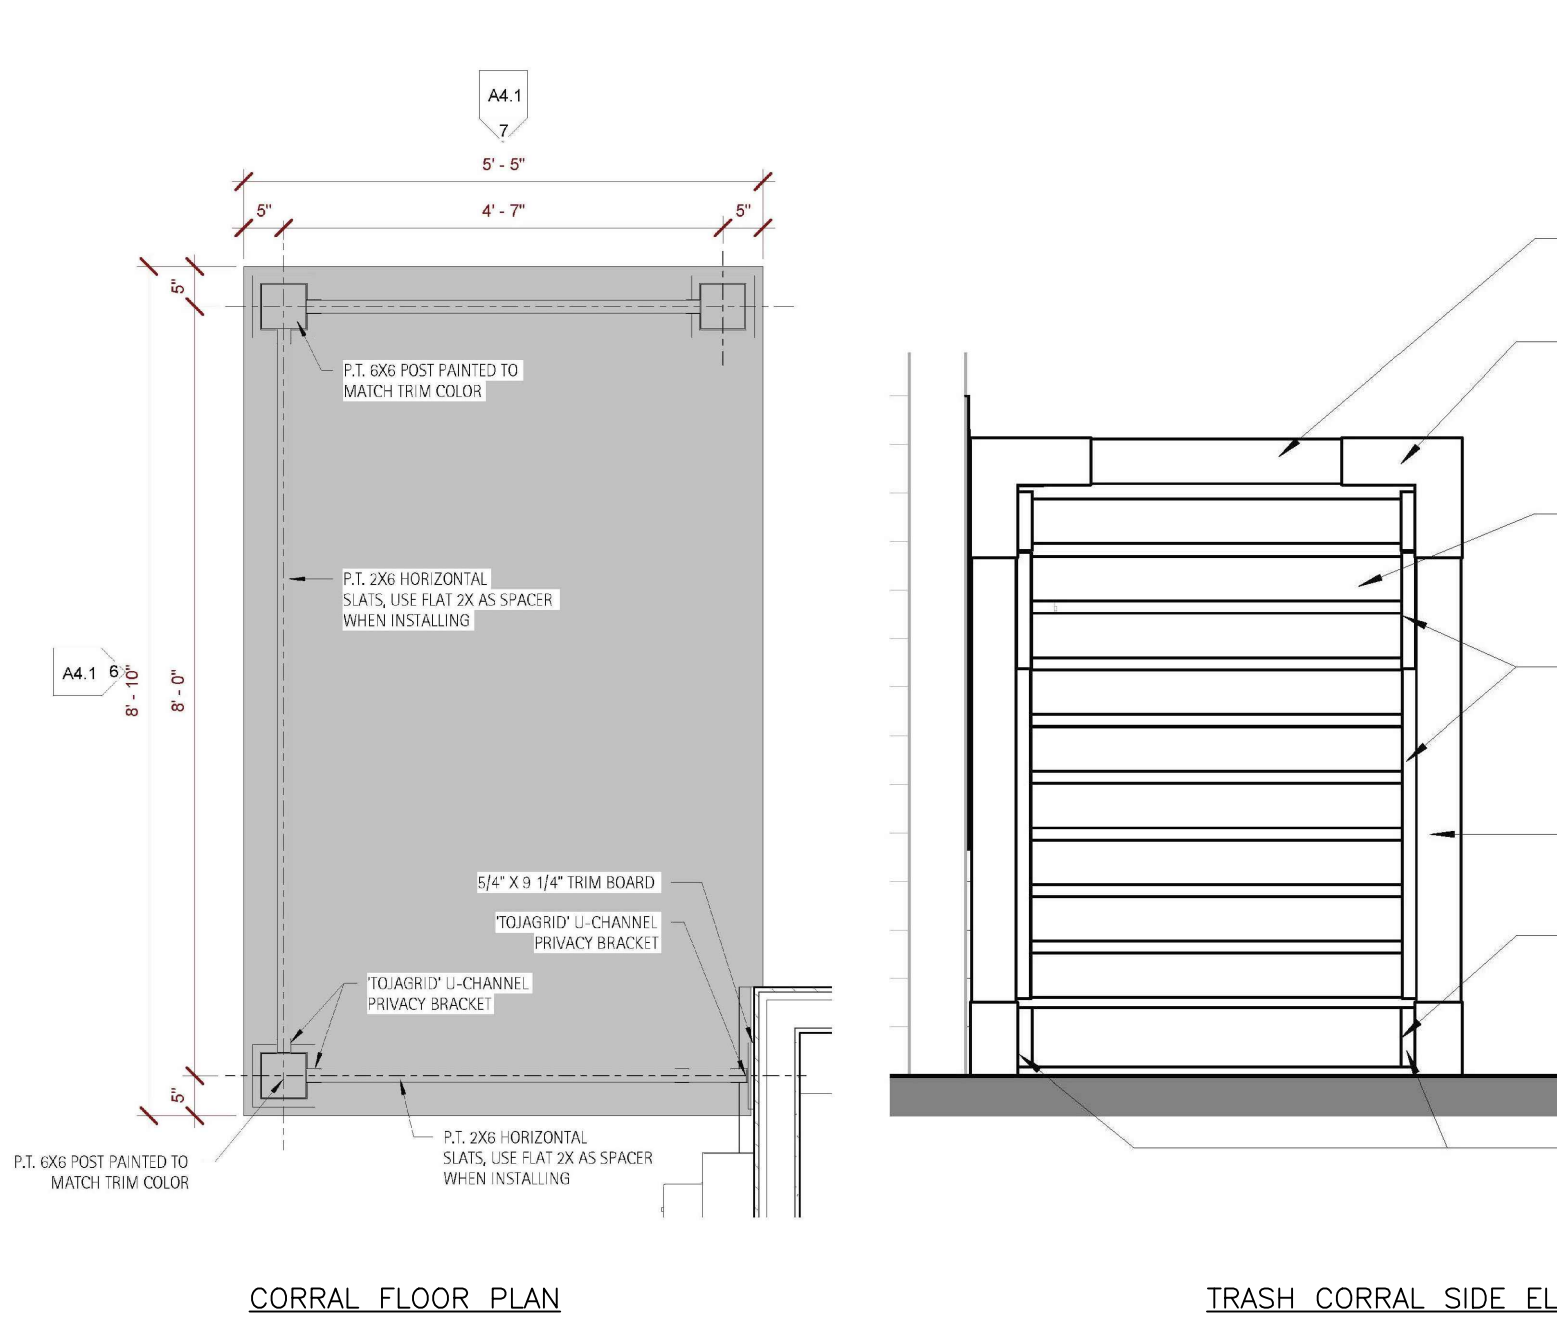 A4.1
7
5' - 5"
5"
4' - 7"
5"
5"
P.T. 6X6 POST PAINTED TO
MATCH TRIM COLOR
P.T. 2X6 HORIZONTAL
SLATS, USE FLAT 2X AS SPACER
WHEN INSTALLING
A4.1
6
8' - 10"
8' - 0"
5/4" X 9 1/4" TRIM BOARD
'TOJAGRID' U-CHANNEL
PRIVACY BRACKET
'TOJAGRID' U-CHANNEL
PRIVACY BRACKET
5"
P.T. 2X6 HORIZONTAL
SLATS, USE FLAT 2X AS SPACER
WHEN INSTALLING
P.T. 6X6 POST PAINTED TO
MATCH TRIM COLOR
CORRAL FLOOR PLAN
TRASH CORRAL SIDE EL